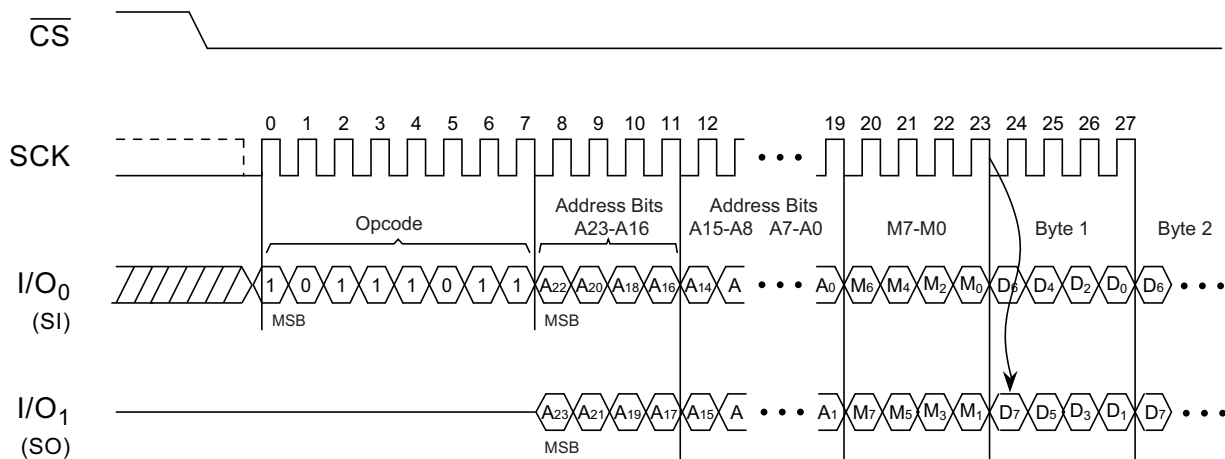 CS
0 1 2 3 4 5 6 7 8 9 10 11 12 19 20 21 22 23 24 25 26 27
SCK
Opcode
Address Bits
A23-A16
Address Bits
A15-A8 A7-A0
M7-M0
Byte 1
Byte 2
I/O0
(SI)
1 0 1 1 1 0 1 1 A22 A20 A18 A16 A14 A A0 M6 M4 M2 M0 D6 D4 D2 D0 D6
MSB
MSB
I/O1
(SO)
A23 A21 A19 A17 A15 A A1 M7 M5 M3 M1 D7 D5 D3 D1 D7
MSB